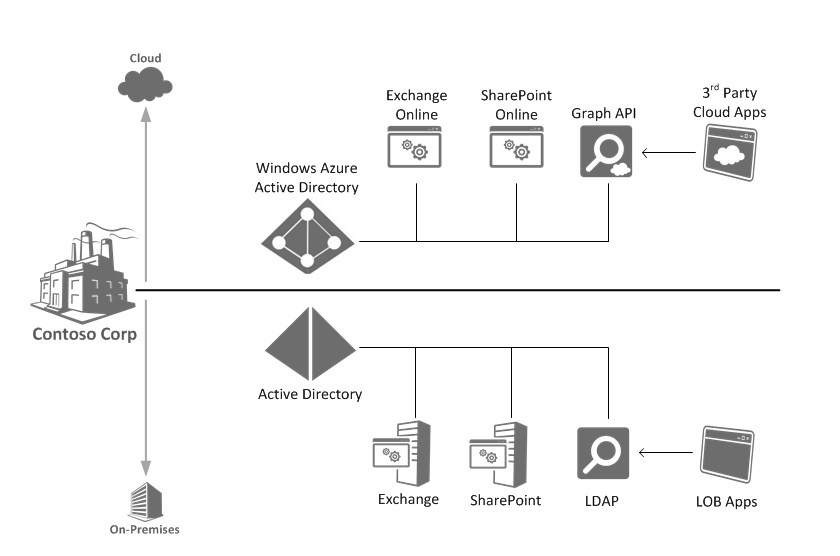 Cloud
Exchange
Online
SharePoint
Online
Graph API
3rd Party
Cloud Apps
Windows Azure
Active Directory
Contoso Corp
Active Directory
Exchange
SharePoint
LDAP
LOB Apps
On-Premises